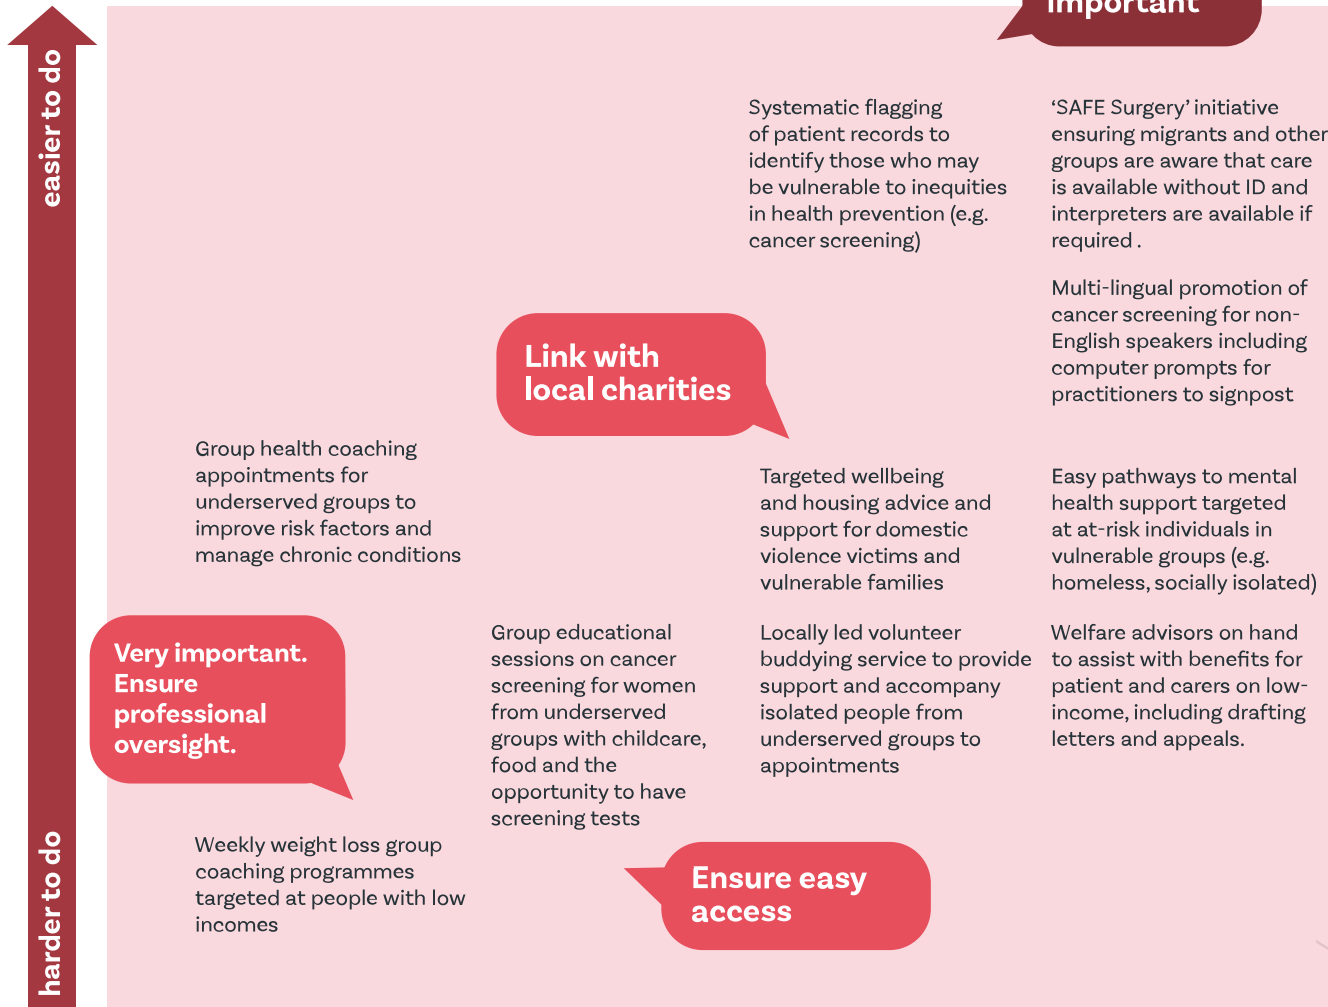 important
easier to do
Systematic flagging
of patient records to
identify those who may
be vulnerable to inequities
in health prevention (e.g.
cancer screening)
‘SAFE Surgery’ initiative
ensuring migrants and other
groups are aware that care
is available without ID and
interpreters are available if
required .
Multi-lingual promotion of
cancer screening for non-
English speakers including
computer prompts for
practitioners to signpost
Link with
local charities
Group health coaching
appointments for
underserved groups to
improve risk factors and
manage chronic conditions
Targeted wellbeing
and housing advice and
support for domestic
violence victims and
vulnerable families
Easy pathways to mental
health support targeted
at at-risk individuals in
vulnerable groups (e.g.
homeless, socially isolated)
Very important.
Ensure
professional
oversight.
Group educational
sessions on cancer
screening for women
from underserved
groups with childcare,
food and the
opportunity to have
screening tests
Locally led volunteer
buddying service to provide
support and accompany
isolated people from
underserved groups to
appointments
Welfare advisors on hand
to assist with benefits for
patient and carers on low-
income, including drafting
letters and appeals.
Weekly weight loss group
coaching programmes
targeted at people with low
incomes
Ensure easy
access
harder to do